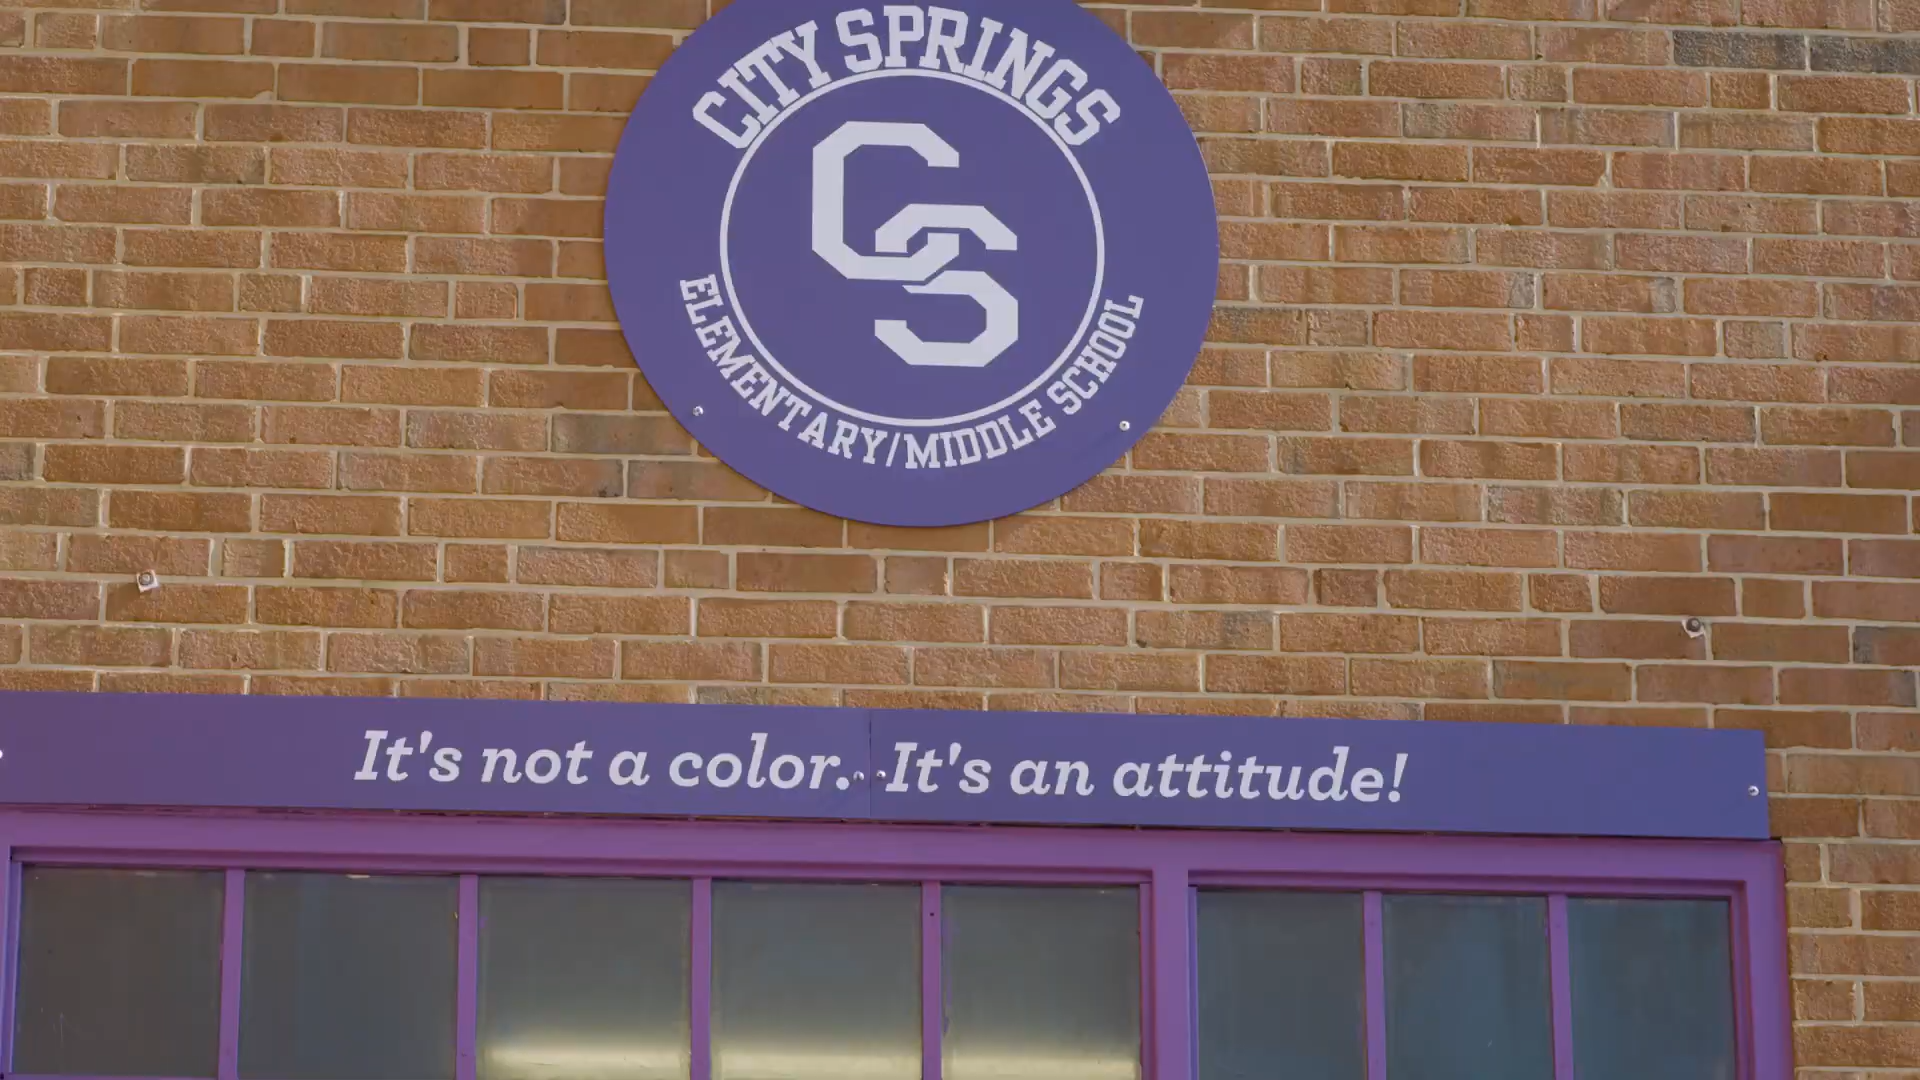 CITY SPRINGS
CS
ELEMENTARY/MIDDLE SCHOOL
It's not a color. It's an attitude!